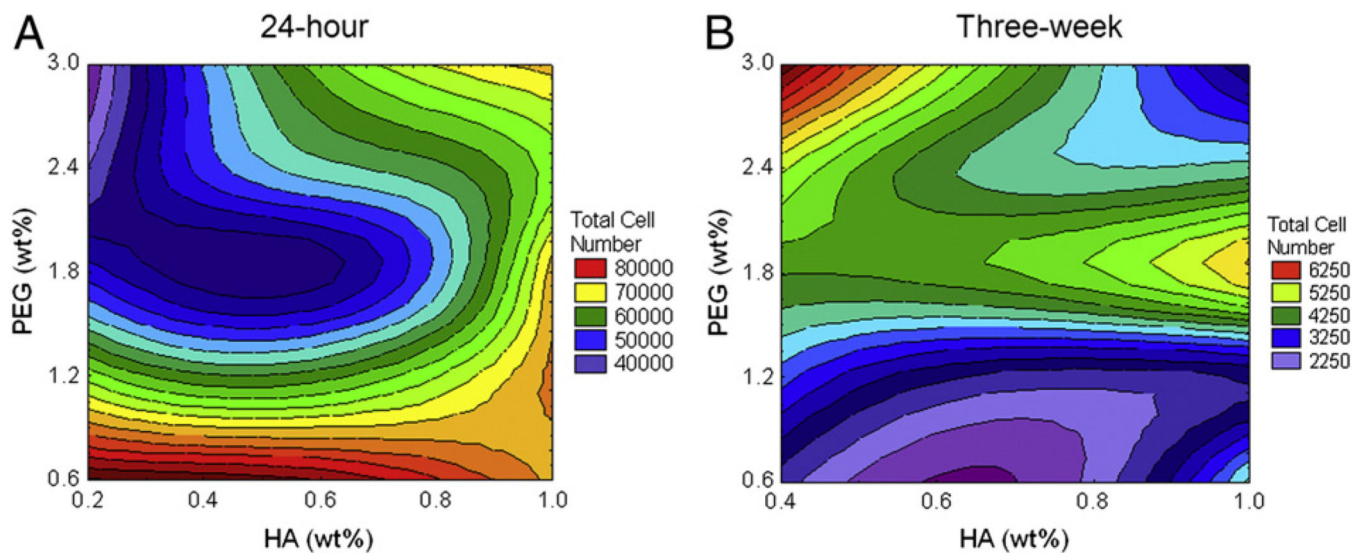 A
24-hour
PEG (wt%)
3.0
2.4
1.8
1.2
0.6
0.2
0.4
0.6
0.8
1.0
HA (wt%)
Total Cell
Number
80000
70000
60000
50000
40000
B
Three-week
PEG (wt%)
3.0
2.4
1.8
1.2
0.6
0.4
0.6
0.8
1.0
HA (wt%)
Total Cell
Number
6250
5250
4250
3250
2250